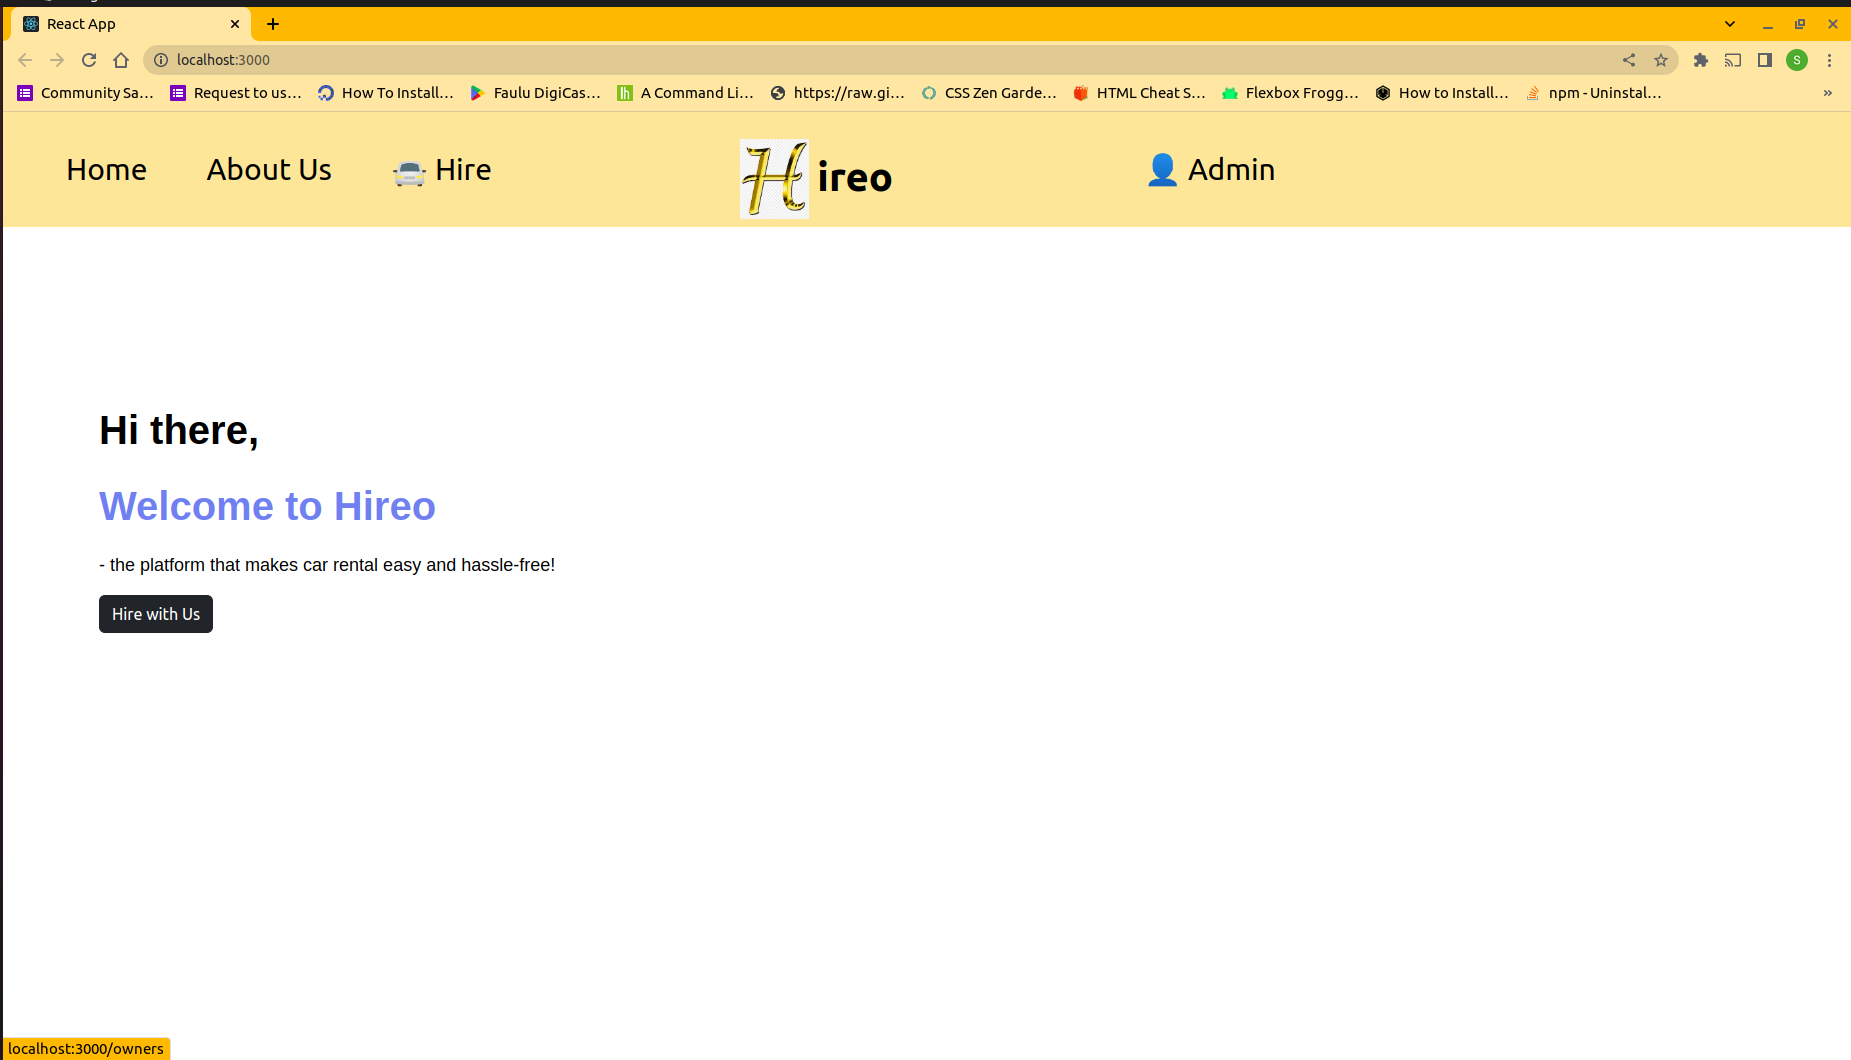 React App
localhost:3000
S
Community Sa...
Request to us...
How To Install...
Faulu DigiCas...
A Command Li...
https://raw.gi...
CSS Zen Garde...
HTML Cheat S...
Flexbox Frogg...
How to Install...
npm - Uninstal...
Home
About Us
Hire
H ireo
Admin
Hi there,
Welcome to Hireo
- the platform that makes car rental easy and hassle-free!
Hire with Us
localhost:3000/owners